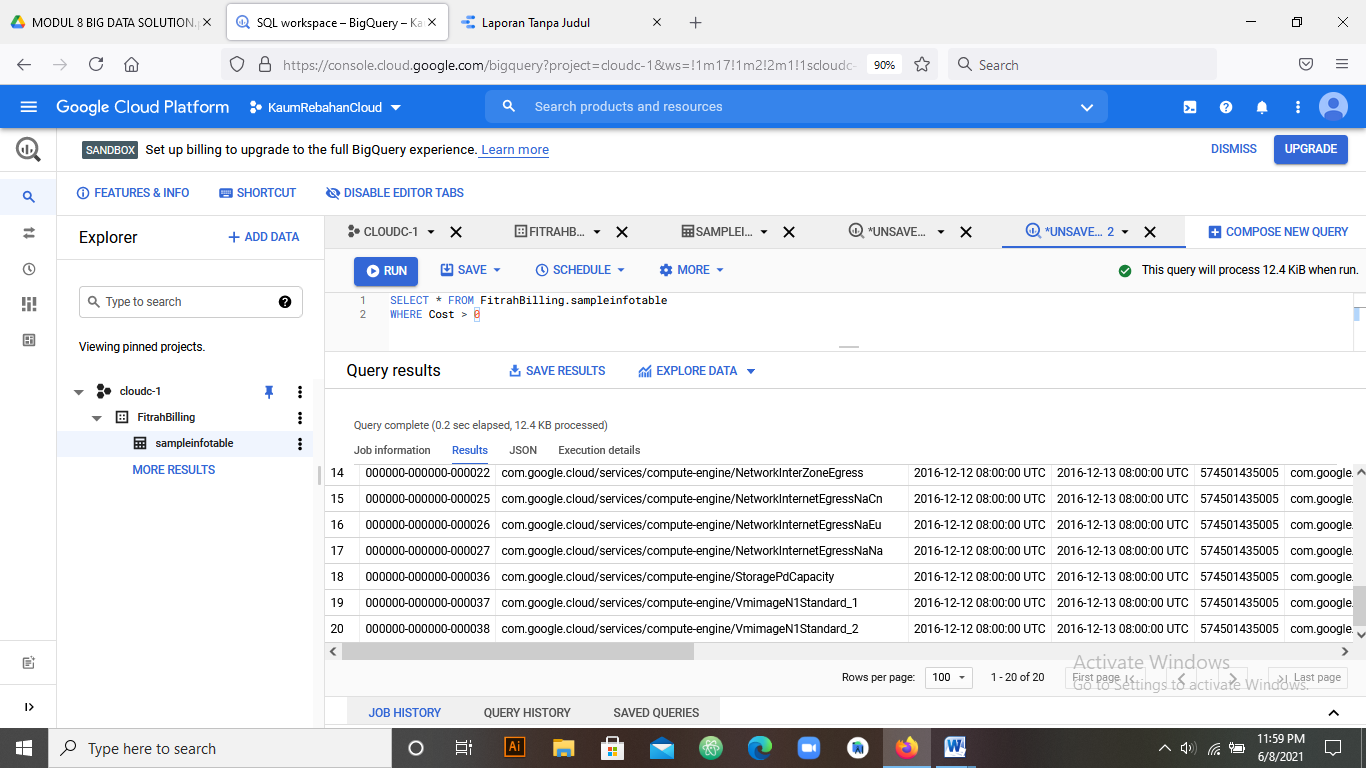 MODUL 8 BIG DATA SOLUTION.
SQL workspace – BigQuery – Ka
Laporan Tanpa Judul
https://console.cloud.google.com/bigquery?project=cloudc-1&ws=!1m17!1m2!2m1!1scloudc-
90%
Search
Google Cloud Platform
KaumRebahanCloud
Search products and resources
SANDBOX Set up billing to upgrade to the full BigQuery experience. Learn more
DISMISS
UPGRADE
FEATURES & INFO
SHORTCUT
DISABLE EDITOR TABS
Explorer
+ ADD DATA
Type to search
Viewing pinned projects.
cloudc-1
FitrahBilling
sampleinfotable
MORE RESULTS
CLOUDC-1
FITRAHB...
SAMPLEI...
*UNSAVE...
*UNSAVE... 2
COMPOSE NEW QUERY
RUN
SAVE
SCHEDULE
MORE
This query will process 12.4 KiB when run.
1 SELECT * FROM FitrahBilling.sampleinfotable
2 WHERE Cost > 0
Query results
SAVE RESULTS
EXPLORE DATA
Query complete (0.2 sec elapsed, 12.4 KB processed)
Job information Results JSON Execution details
14 000000-000000-000022 com.google.cloud/services/compute-engine/NetworkInterZoneEgress 2016-12-12 08:00:00 UTC 2016-12-13 08:00:00 UTC 574501435005 com.google.
15 000000-000000-000025 com.google.cloud/services/compute-engine/NetworkInternetEgressNaCn 2016-12-12 08:00:00 UTC 2016-12-13 08:00:00 UTC 574501435005 com.google.
16 000000-000000-000026 com.google.cloud/services/compute-engine/NetworkInternetEgressNaEu 2016-12-12 08:00:00 UTC 2016-12-13 08:00:00 UTC 574501435005 com.google.
17 000000-000000-000027 com.google.cloud/services/compute-engine/NetworkInternetEgressNaNa 2016-12-12 08:00:00 UTC 2016-12-13 08:00:00 UTC 574501435005 com.google.
18 000000-000000-000036 com.google.cloud/services/compute-engine/StoragePdCapacity 2016-12-12 08:00:00 UTC 2016-12-13 08:00:00 UTC 574501435005 com.google.
19 000000-000000-000037 com.google.cloud/services/compute-engine/VmimageN1Standard_1 2016-12-12 08:00:00 UTC 2016-12-13 08:00:00 UTC 574501435005 com.google.
20 000000-000000-000038 com.google.cloud/services/compute-engine/VmimageN1Standard_2 2016-12-12 08:00:00 UTC 2016-12-13 08:00:00 UTC 574501435005 com.google.
Rows per page: 100 1 - 20 of 20 First page Last page
Activate Windows
Go to Settings to activate Windows.
JOB HISTORY QUERY HISTORY SAVED QUERIES
Type here to search
Ai
W
11:59 PM
6/8/2021